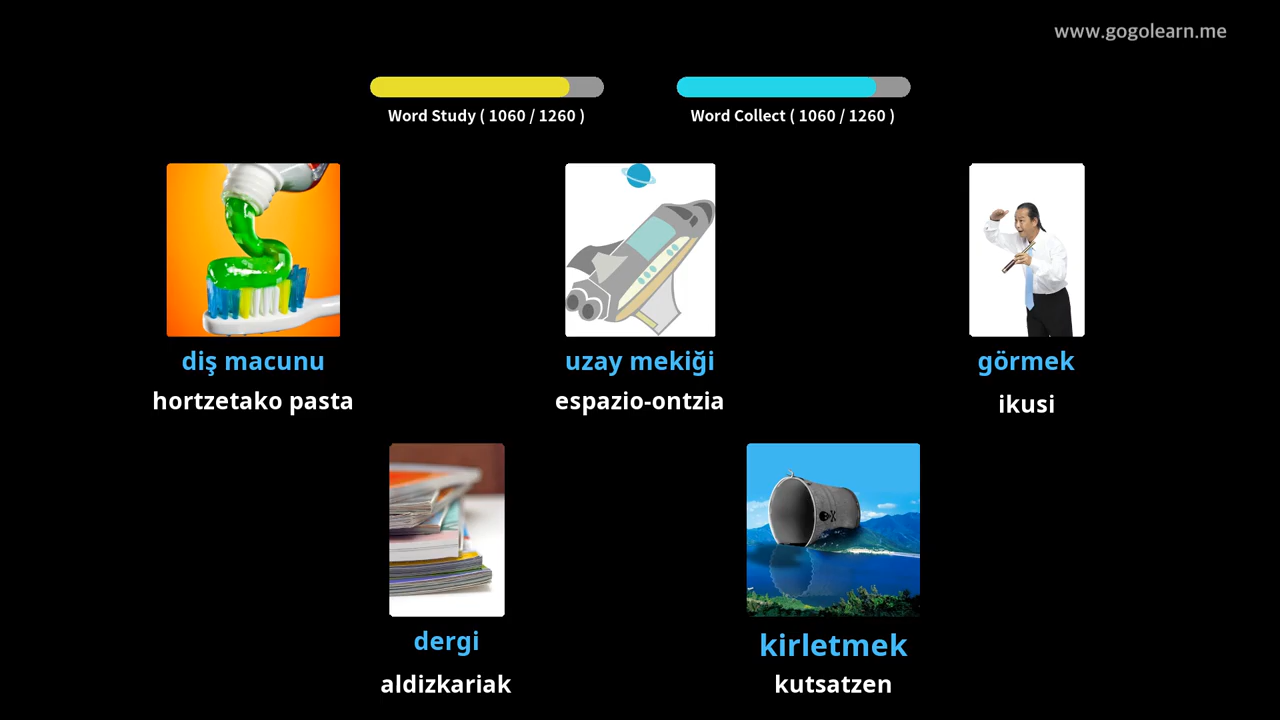 www.gogolearn.me
Word Study ( 1060 / 1260 )
Word Collect ( 1060 / 1260 )
diş macunu
hortzetako pasta
uzay mekiği
espazio-ontzia
görmek
ikusi
dergi
aldizkariak
kirletmek
kutsatzen